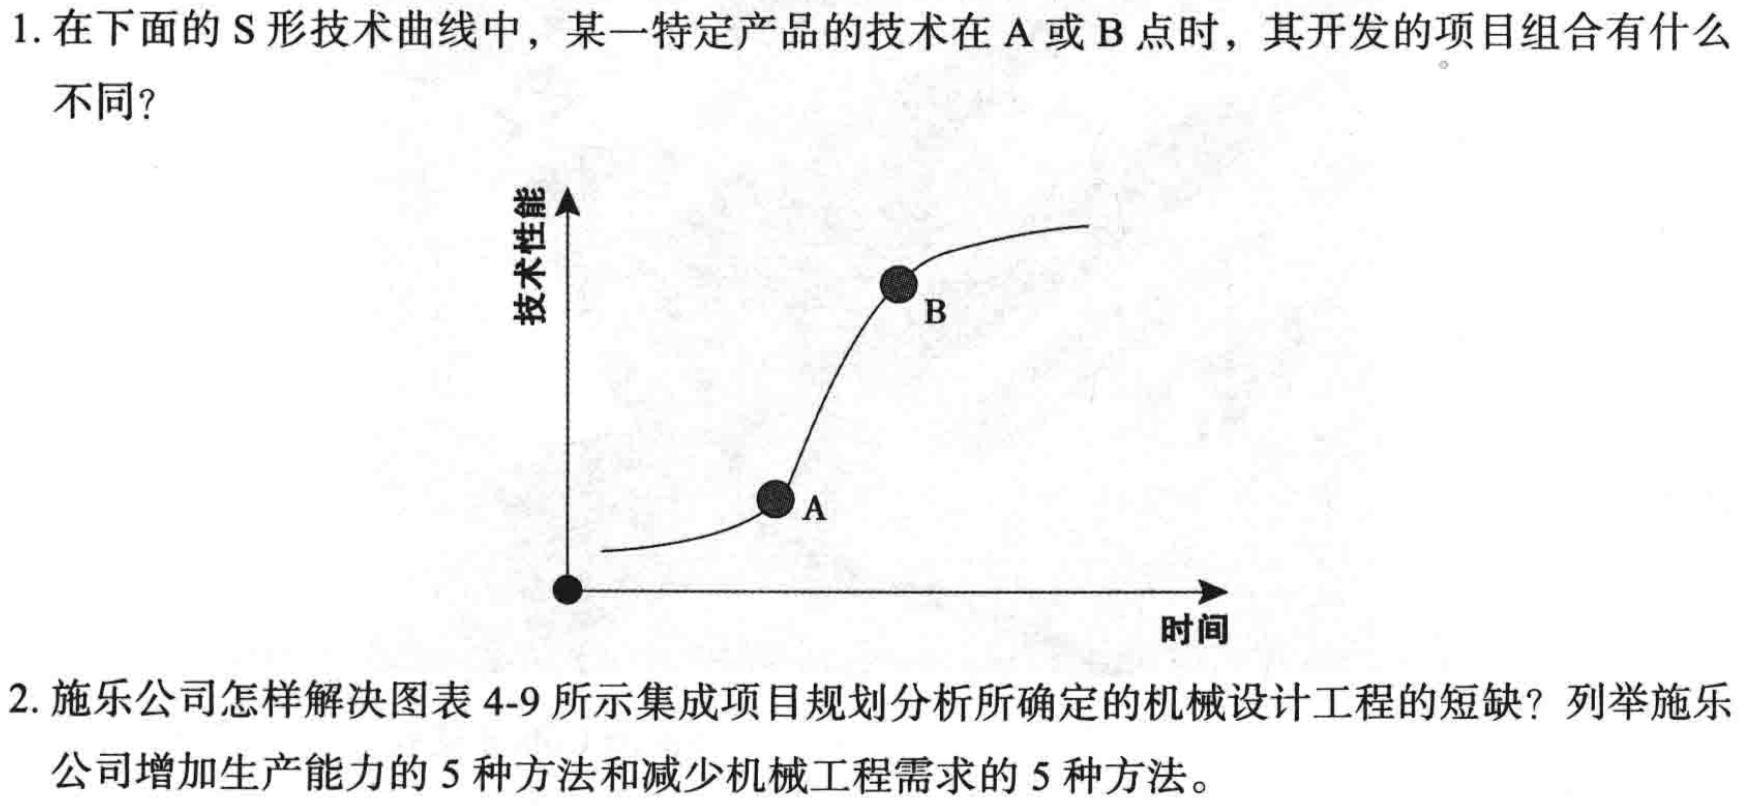 1. 在下面的 S 形技术曲线中，某一特定产品的技术在 A 或 B 点时，其开发的项目组合有什么
不同？
技术性能
B
A
时间
2. 施乐公司怎样解决图表 4-9 所示集成项目规划分析所确定的机械设计工程的短缺？列举施乐
公司增加生产能力的 5 种方法和减少机械工程需求的 5 种方法。